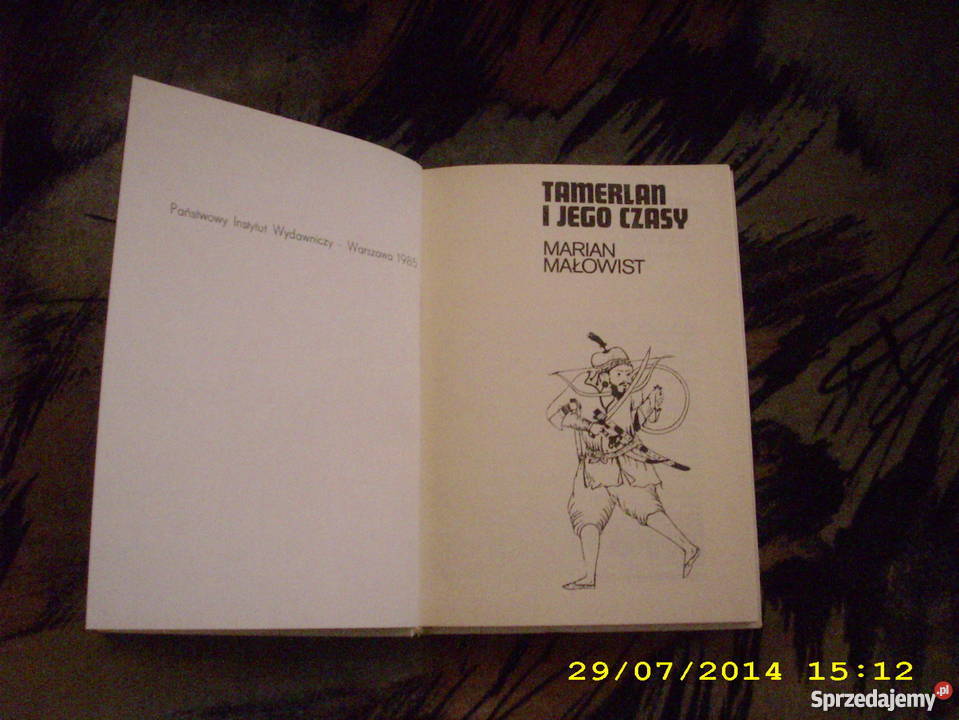 Państwowy Instytut Wydawniczy - Warszawa 1985
TAMERLAN
I JEGO CZASY
MARIAN
MAŁOWIST
29/07/2014 15:12
Sprzedajemy.pl